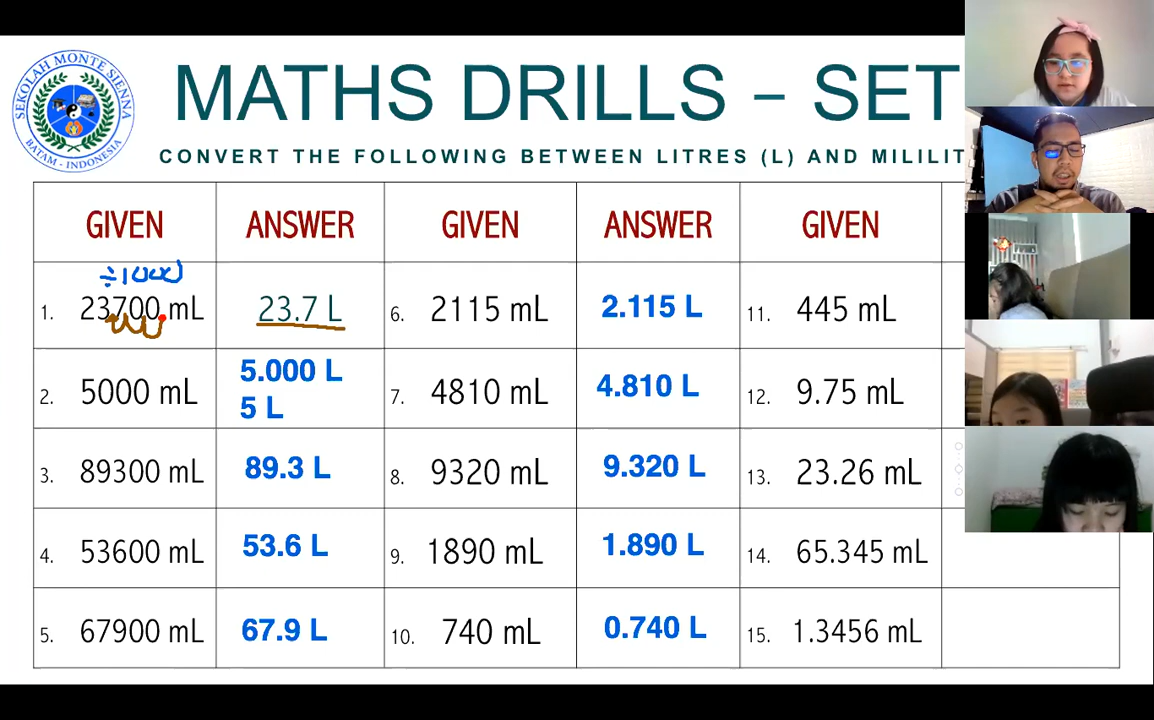 SEKOLAH MONTE SIENNA
BATAM - INDONESIA
MATHS DRILLS – SET
CONVERT THE FOLLOWING BETWEEN LITRES (L) AND MILILIT
GIVEN ANSWER GIVEN ANSWER GIVEN
÷1000
1. 23700 mL 23.7 L 6. 2115 mL 2.115 L 11. 445 mL
2. 5000 mL 5.000 L 7. 4810 mL 4.810 L 12. 9.75 mL
5 L
3. 89300 mL 89.3 L 8. 9320 mL 9.320 L 13. 23.26 mL
4. 53600 mL 53.6 L 9. 1890 mL 1.890 L 14. 65.345 mL
5. 67900 mL 67.9 L 10. 740 mL 0.740 L 15. 1.3456 mL